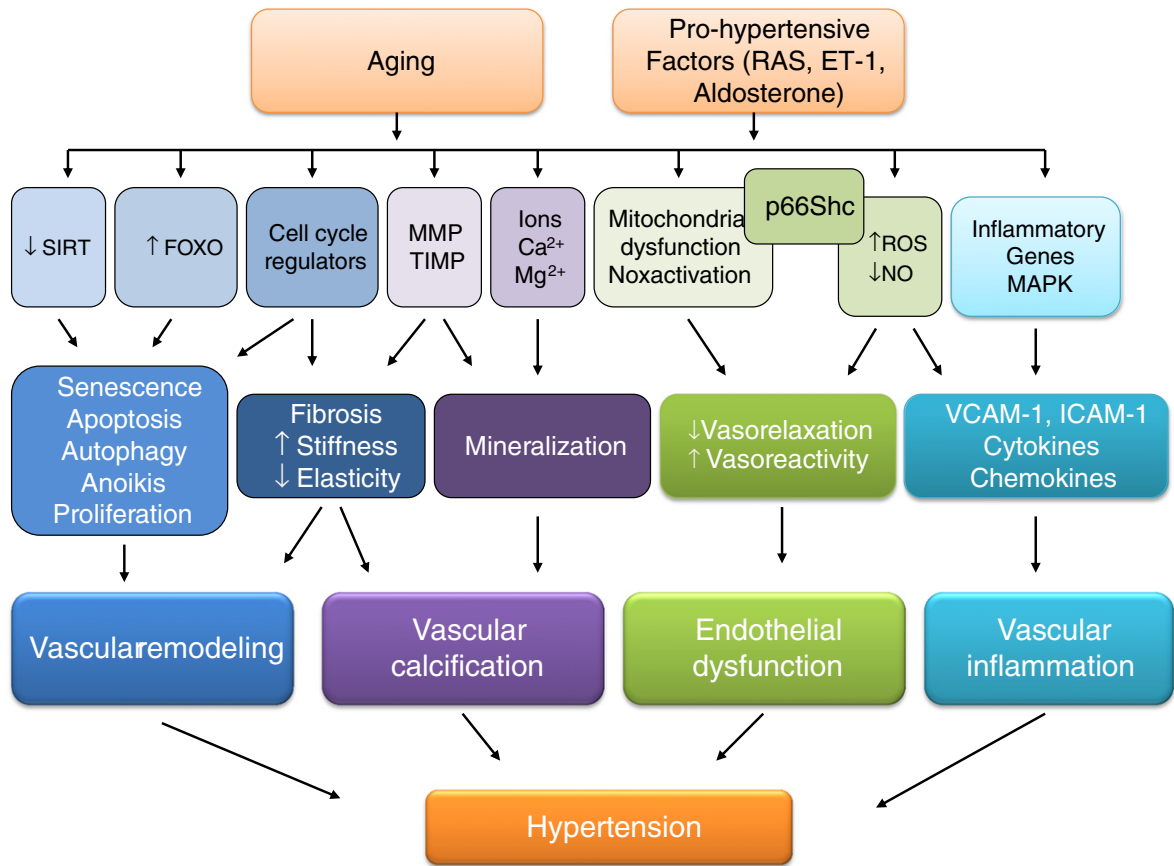 Aging
Pro-hypertensive
Factors (RAS, ET-1,
Aldosterone)
↓ SIRT
↑ FOXO
Cell cycle
regulators
MMP
TIMP
Ions
Ca²⁺
Mg²⁺
Mitochondria
dysfunction
Noxactivation
p66Shc
↑ROS
↓NO
Inflammatory
Genes
MAPK
Senescence
Apoptosis
Autophagy
Anoikis
Proliferation
Fibrosis
↑ Stiffness
↓ Elasticity
Mineralization
↓Vasorelaxation
↑ Vasoreactivity
VCAM-1, ICAM-1
Cytokines
Chemokines
Vascularremodeling
Vascular
calcification
Endothelial
dysfunction
Vascular
inflammation
Hypertension